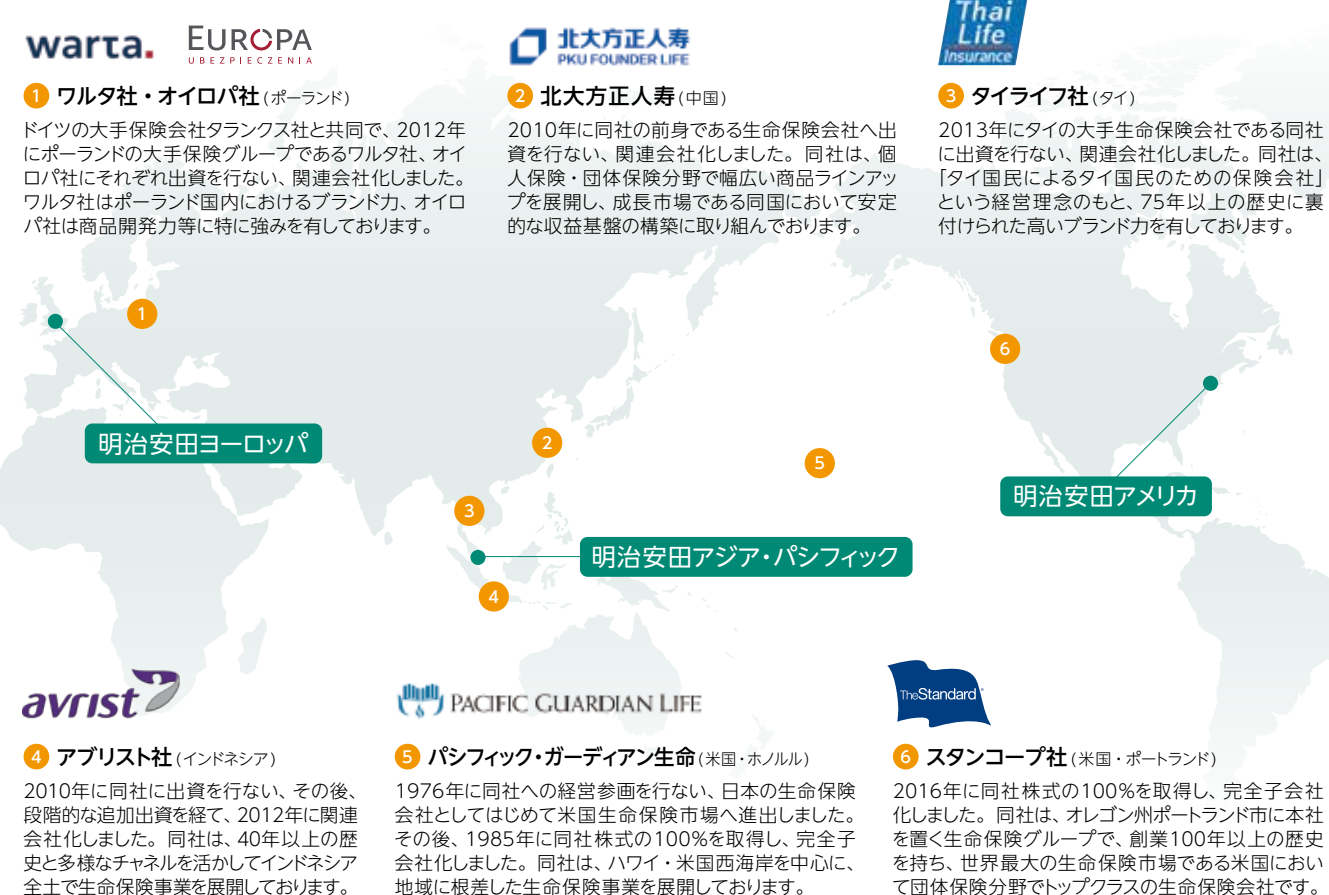 warta.
EUROPA
UBEZPIECZENIA
1 ワルタ社・オイロパ社(ポーランド)
ドイツの大手保険会社タランクス社と共同で、2012年
にポーランドの大手保険グループであるワルタ社、オイ
ロパ社にそれぞれ出資を行ない、関連会社化しました。
ワルタ社はポーランド国内におけるブランド力、オイロ
パ社は商品開発力等に特に強みを有しております。
北大方正人寿
PKU FOUNDER LIFE
2 北大方正人寿(中国)
2010年に同社の前身である生命保険会社へ出
資を行ない、関連会社化しました。同社は、個
人保険・団体保険分野で幅広い商品ラインアッ
プを展開し、成長市場である同国において安定
的な収益基盤の構築に取り組んでおります。
Thai
Life
Insurance
3 タイライフ社(タイ)
2013年にタイの大手生命保険会社である同社
に出資を行ない、関連会社化しました。同社は、
「タイ国民によるタイ国民のための保険会社」
という経営理念のもと、75年以上の歴史に裏
付けられた高いブランド力を有しております。
1
6
明治安田ヨーロッパ
2
5
明治安田アメリカ
3
明治安田アジア・パシフィック
4
avrist
4 アブリスト社(インドネシア)
2010年に同社に出資を行ない、その後、
段階的な追加出資を経て、2012年に関連
会社化しました。同社は、40年以上の歴
史と多様なチャネルを活かしてインドネシア
全土で生命保険事業を展開しております。
PACIFIC GUARDIAN LIFE
5 パシフィック・ガーディアン生命(米国・ホノルル)
1976年に同社への経営参画を行ない、日本の生命保険
会社としてはじめて米国生命保険市場へ進出しました。
その後、1985年に同社株式の100%を取得し、完全子
会社化しました。同社は、ハワイ・米国西海岸を中心に、
地域に根差した生命保険事業を展開しております。
TheStandard
6 スタンコープ社(米国・ポートランド)
2016年に同社株式の100%を取得し、完全子会社
化しました。同社は、オレゴン州ポートランド市に本社
を置く生命保険グループで、創業100年以上の歴史
を持ち、世界最大の生命保険市場である米国におい
て団体保険分野でトップクラスの生命保険会社です。